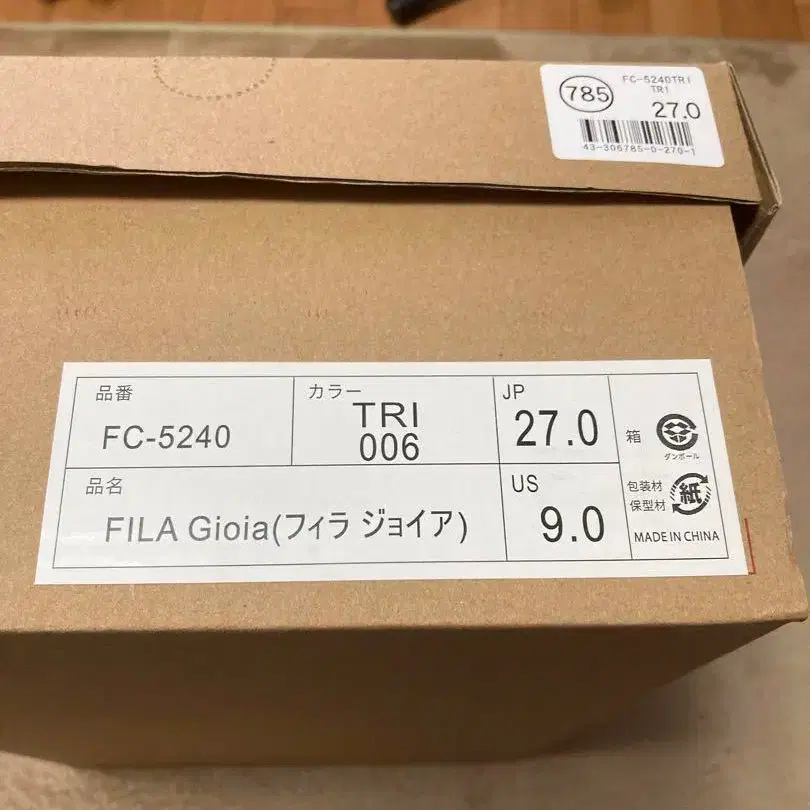 785
FC-5240TRI
TRI
27.0
43-306785-0-270-1
品番
FC-5240
カラー
TRI
006
JP
27.0
箱
ダンボール
品名
FILA Gioia(フィラ ジョイア)
US
9.0
包装材
保型材
紙
MADE IN CHINA